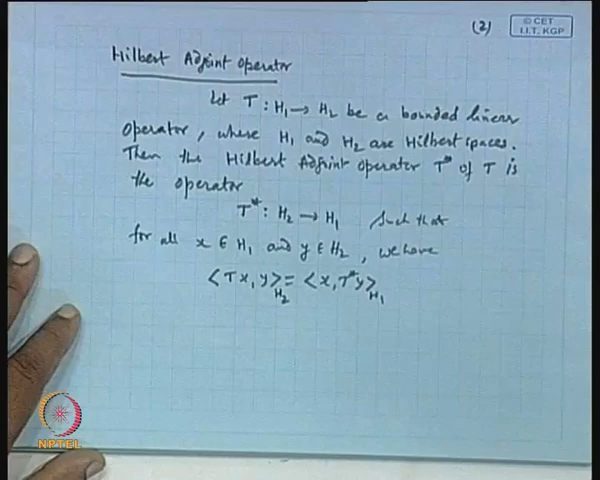 (2)
© CET
I.I.T. KGP
Hilbert Adjoint Operator
Let T : H₁ → H₂ be a bounded linear
operator, where H₁ and H₂ are Hilbert spaces.
Then the Hilbert Adjoint operator T* of T is
the operator
T* : H₂ → H₁ such that
for all x ∈ H₁ and y ∈ H₂, we have
⟨Tx, y⟩_H₂ = ⟨x, T*y⟩_H₁
NPTEL